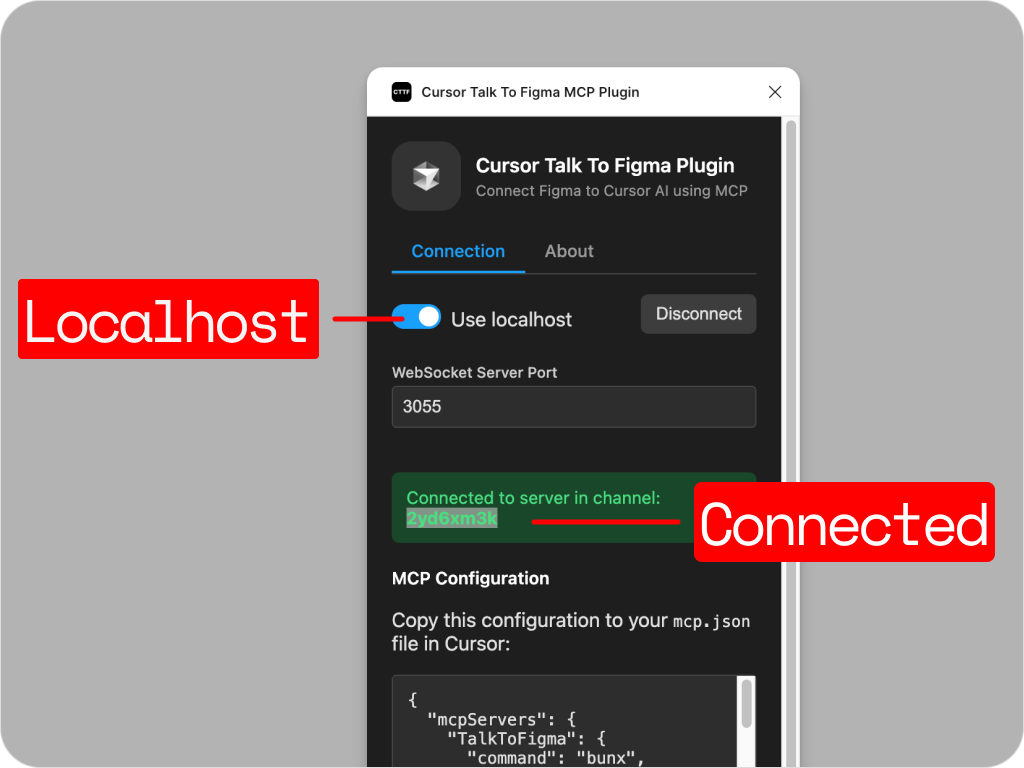 CTTF Cursor Talk To Figma MCP Plugin
Cursor Talk To Figma Plugin
Connect Figma to Cursor AI using MCP
Connection About
Localhost
Use localhost Disconnect
WebSocket Server Port
3055
Connected to server in channel:
2yd6xm3k
Connected
MCP Configuration
Copy this configuration to your mcp.json
file in Cursor:
{
"mcpServers": {
"TalkToFigma": {
"command": "bunx",